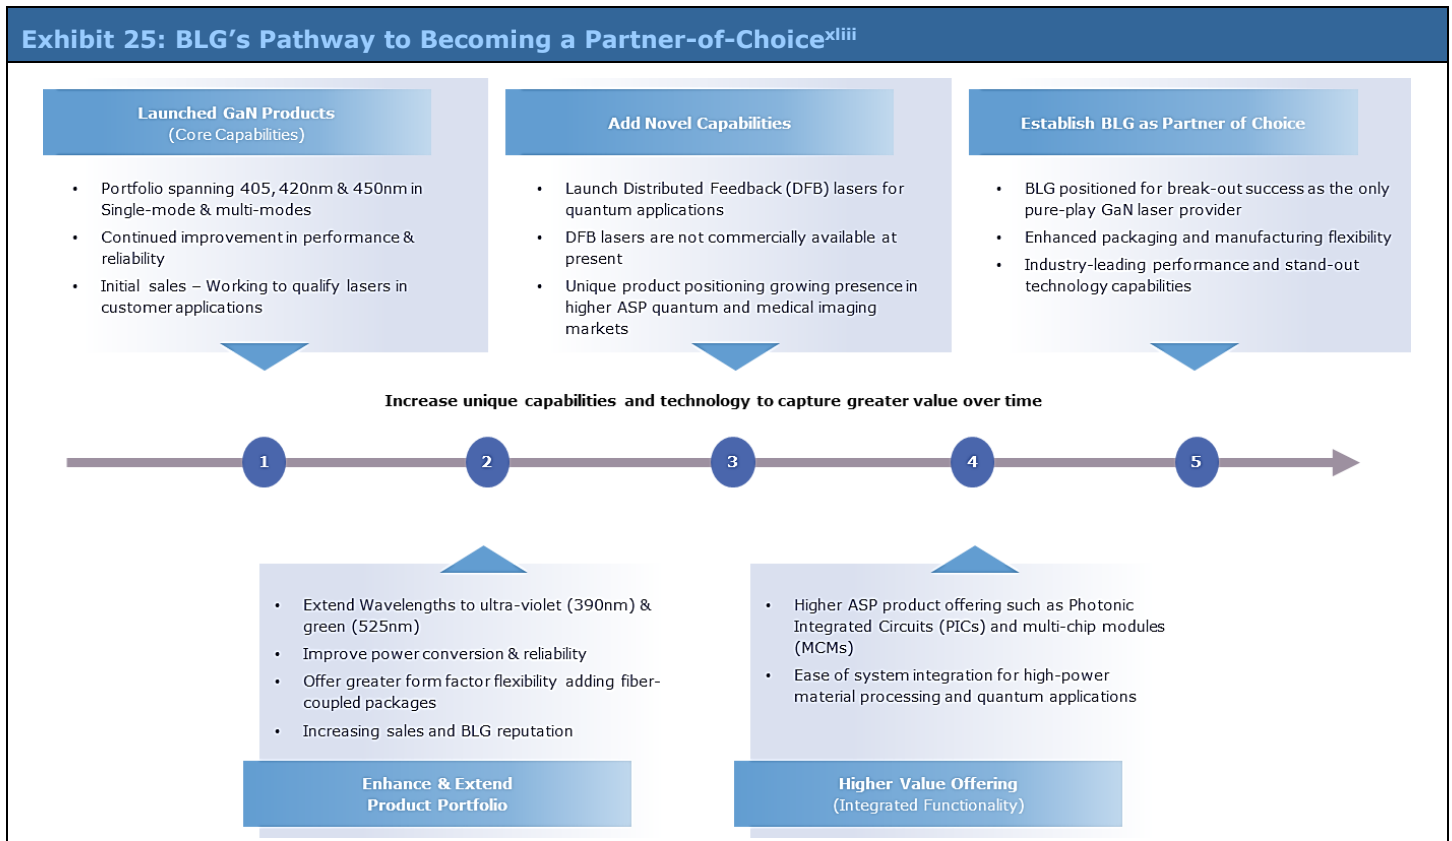 Exhibit 25: BLG’s Pathway to Becoming a Partner-of-Choicexliii
Launched GaN Products
(Core Capabilities)
• Portfolio spanning 405, 420nm & 450nm in
Single-mode & multi-modes
• Continued improvement in performance &
reliability
• Initial sales – Working to qualify lasers in
customer applications
Add Novel Capabilities
• Launch Distributed Feedback (DFB) lasers for
quantum applications
• DFB lasers are not commercially available at
present
• Unique product positioning growing presence in
higher ASP quantum and medical imaging
markets
Establish BLG as Partner of Choice
• BLG positioned for break-out success as the only
pure-play GaN laser provider
• Enhanced packaging and manufacturing flexibility
• Industry-leading performance and stand-out
technology capabilities
Increase unique capabilities and technology to capture greater value over time
1 2 3 4 5
• Extend Wavelengths to ultra-violet (390nm) &
green (525nm)
• Improve power conversion & reliability
• Offer greater form factor flexibility adding fiber-
coupled packages
• Increasing sales and BLG reputation
Enhance & Extend
Product Portfolio
• Higher ASP product offering such as Photonic
Integrated Circuits (PICs) and multi-chip modules
(MCMs)
• Ease of system integration for high-power
material processing and quantum applications
Higher Value Offering
(Integrated Functionality)